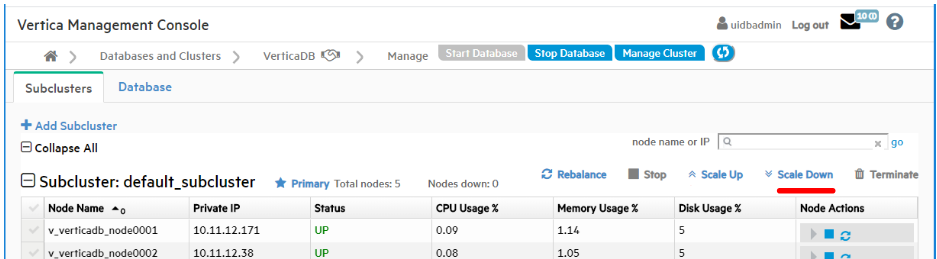 Vertica Management Console
uidbadmin Log out 10 ?
Databases and Clusters VerticaDB Manage Start Database Stop Database Manage Cluster
Subclusters Database
+ Add Subcluster
Collapse All
node name or IP go
Subcluster: default_subcluster Primary Total nodes: 5 Nodes down: 0 Rebalance Stop Scale Up Scale Down Terminate
Node Name Private IP Status CPU Usage % Memory Usage % Disk Usage % Node Actions
v_verticadb_node0001 10.11.12.171 UP 0.09 1.14 5
v_verticadb_node0002 10.11.12.38 UP 0.08 1.05 5